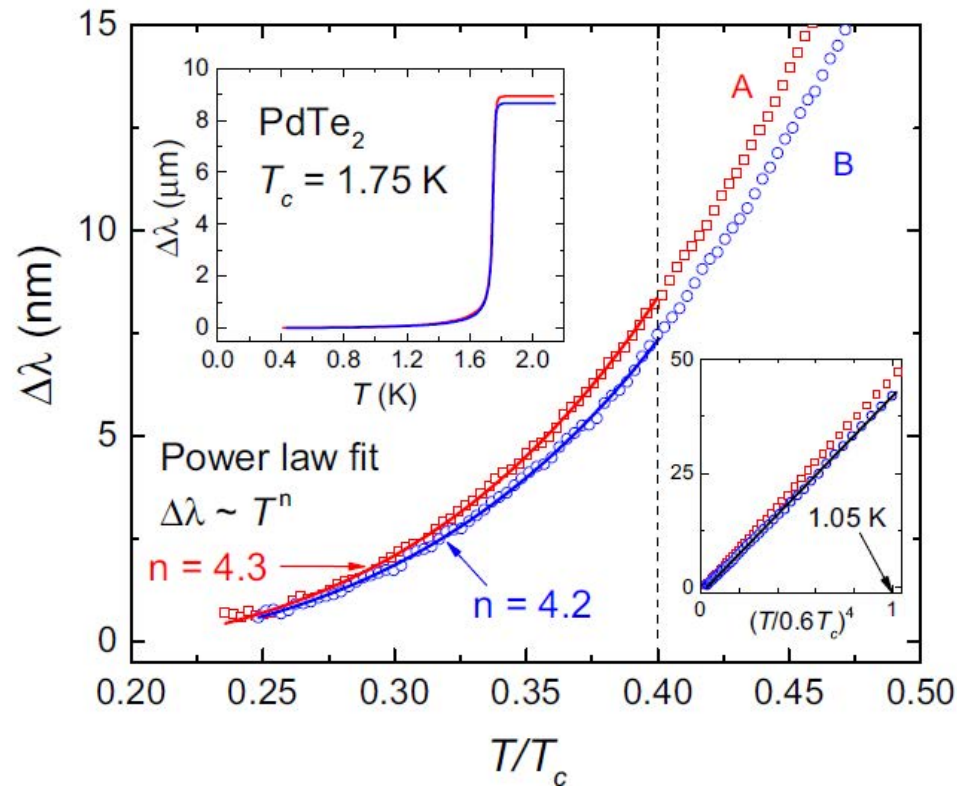 15
10
5
0
Δλ (nm)
0.20 0.25 0.30 0.35 0.40 0.45 0.50
T/T_c
A
B
10
8
6
4
2
0
Δλ (μm)
PdTe₂
T_c = 1.75 K
0.0 0.4 0.8 1.2 1.6 2.0
T (K)
Power law fit
Δλ ~ Tⁿ
n = 4.3
n = 4.2
50
25
0
1.05 K
0 1
(T/0.6T_c)⁴